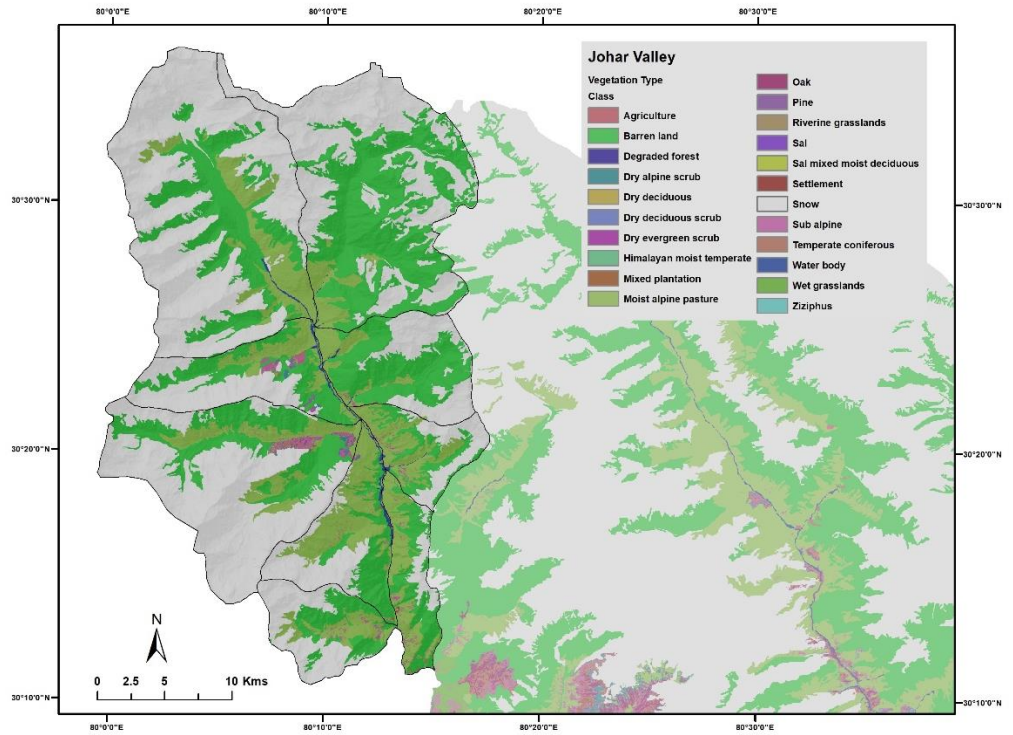 80°0'0"E 80°10'0"E 80°20'0"E 80°30'0"E
Johar Valley
Vegetation Type
Class
Agriculture
Barren land
Degraded forest
Dry alpine scrub
Dry deciduous
Dry deciduous scrub
Dry evergreen scrub
Himalayan moist temperate
Mixed plantation
Moist alpine pasture
Oak
Pine
Riverine grasslands
Sal
Sal mixed moist deciduous
Settlement
Snow
Sub alpine
Temperate coniferous
Water body
Wet grasslands
Ziziphus
30°30'0"N 30°30'0"N
30°20'0"N 30°20'0"N
N
0 2.5 5 10 Kms
30°10'0"N 30°10'0"N
80°0'0"E 80°10'0"E 80°20'0"E 80°30'0"E